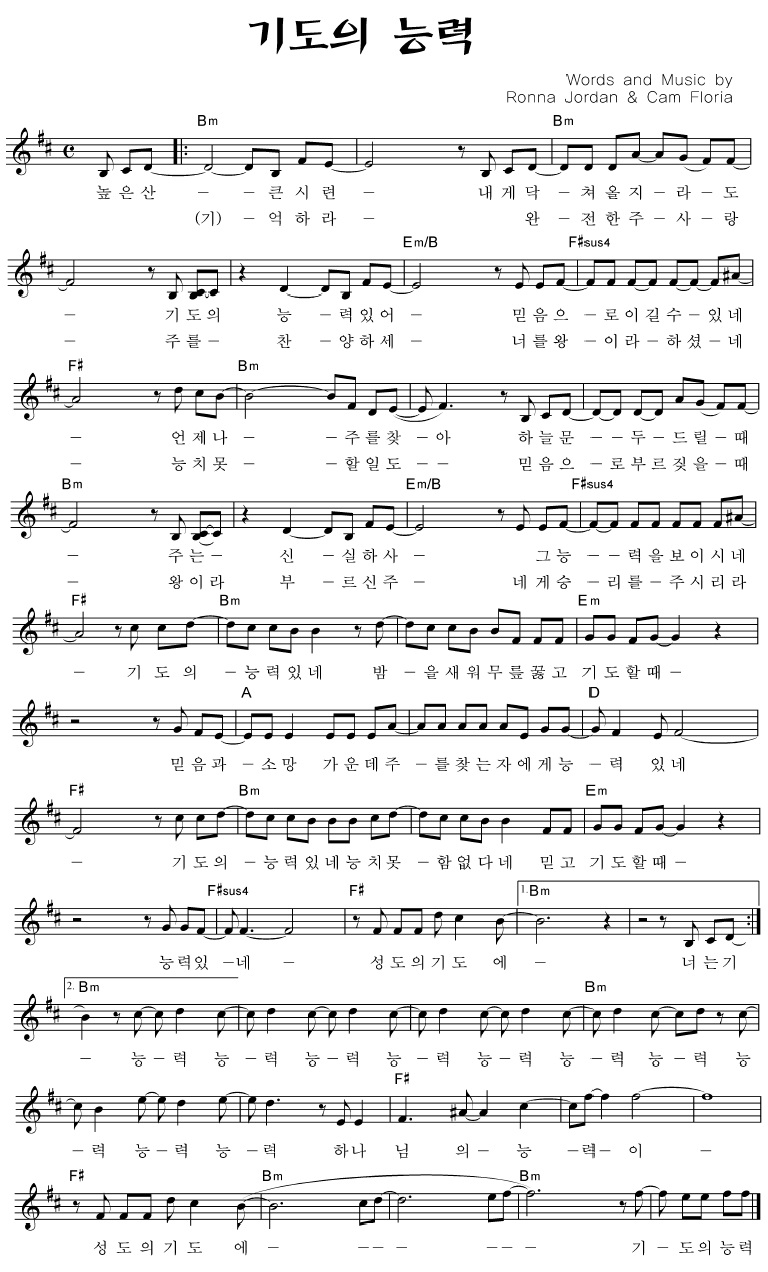 기도의 능력
Words and Music by
Ronna Jordan & Cam Floria
Bm Bm
높은산 - - 큰시련 - 내게닥 - 쳐올지 - 라 - 도
(기) - 억하라 - 완 - 전한주 - 사 - 랑
Em/B F#sus4
- 기도의 능 - 력있어 - 믿음으 - 로이길수 - 있네
- 주를 - 찬 - 양하세 - 너를왕 - 이라 - 하셨 - 네
F# Bm
- 언제나 - - 주를찾 - 아 하늘문 - - 두 - 드릴 - 때
- 능치못 - - 할일도 - - 믿음으 - 로부르짖을 - 때
Bm Em/B F#sus4
- 주는 - 신 - 실하사 - 그능 - - 력을보이시네
- 왕이라 부 - 르신주 - 네게승 - 리를 - 주시리라
F# Bm Em
- 기도의 - 능력있네 밤 - 을새워무릎꿇고 기도할때 -
A D
믿음과 - 소망 가운데주 - 를찾는자에게능 - 력 있네
F# Bm Em
- 기도의 - 능력있네능치못 - 함없다네 믿고 기도할때 -
F#sus4 F# 1. Bm
능력있 - 네 - 성도의기도 에 - 너는기
2. Bm Bm
- 능 - 력 능 - 력 능 - 력 능 - 력 능 - 력 능 - 력 능 - 력 능
F#
- 력 능 - 력 능 - 력 하나 님 의 - 능 - 력 - 이 -
F# Bm Bm
성도의기도 에 - - - - - - - 기 - 도의능력